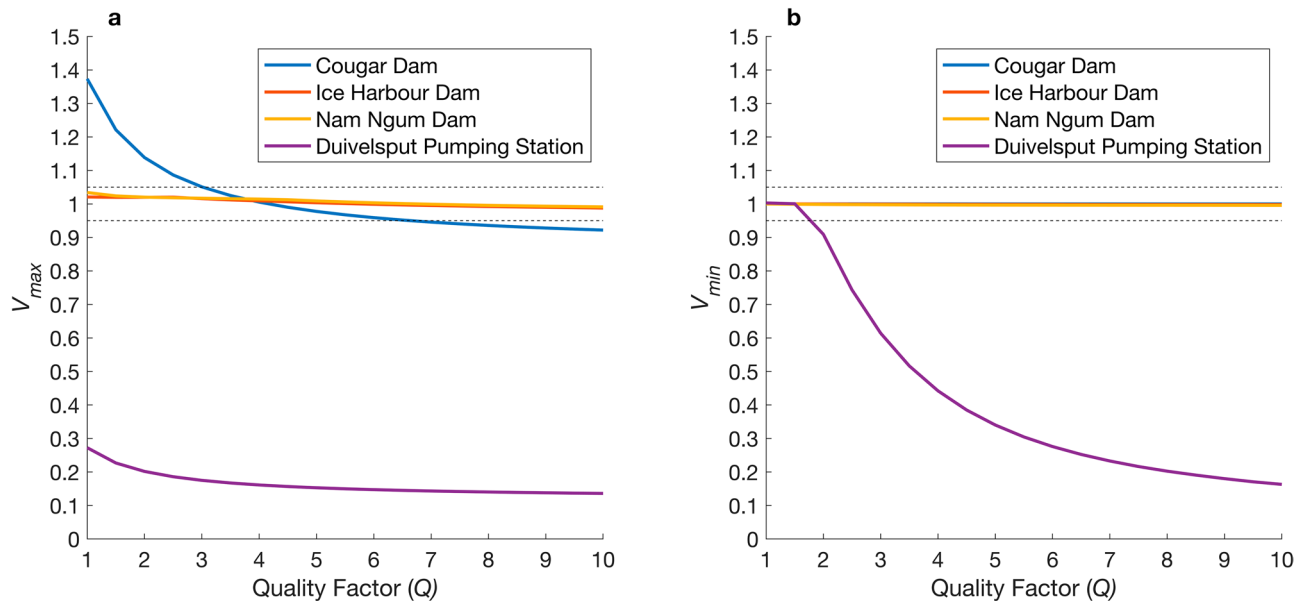 a
1.5
1.4
1.3
1.2
1.1
1
0.9
0.8
0.7
0.6
0.5
0.4
0.3
0.2
0.1
0
V_max
Cougar Dam
Ice Harbour Dam
Nam Ngum Dam
Duivelsput Pumping Station
1 2 3 4 5 6 7 8 9 10
Quality Factor (Q)
b
1.5
1.4
1.3
1.2
1.1
1
0.9
0.8
0.7
0.6
0.5
0.4
0.3
0.2
0.1
0
V_min
Cougar Dam
Ice Harbour Dam
Nam Ngum Dam
Duivelsput Pumping Station
1 2 3 4 5 6 7 8 9 10
Quality Factor (Q)